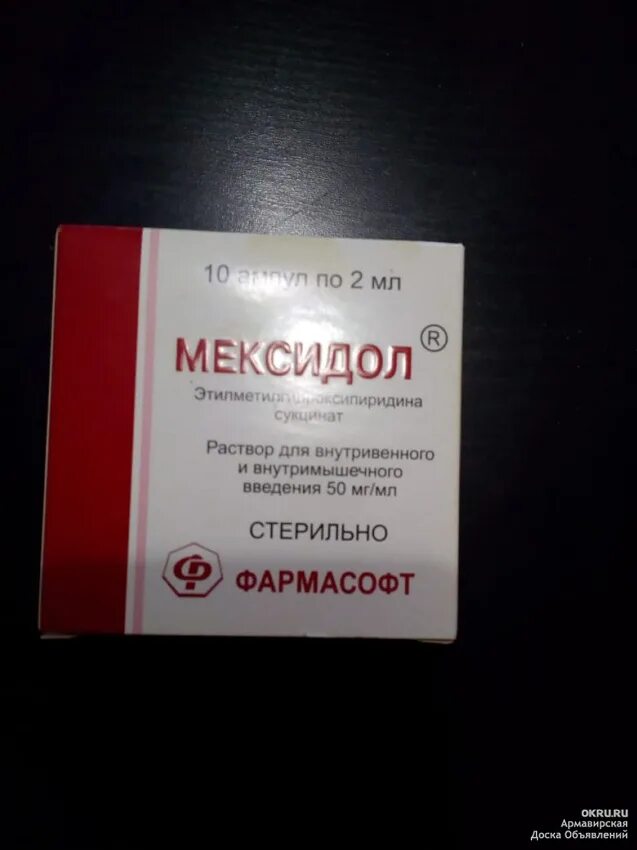 10 ампул по 2 мл
МЕКСИДОЛ ®
Этилметилгидроксипиридина
сукцинат
Раствор для внутривенного
и внутримышечного
введения 50 мг/мл
СТЕРИЛЬНО
ФАРМАСОФТ
OKRU.RU
Армавирская
Доска Объявлений